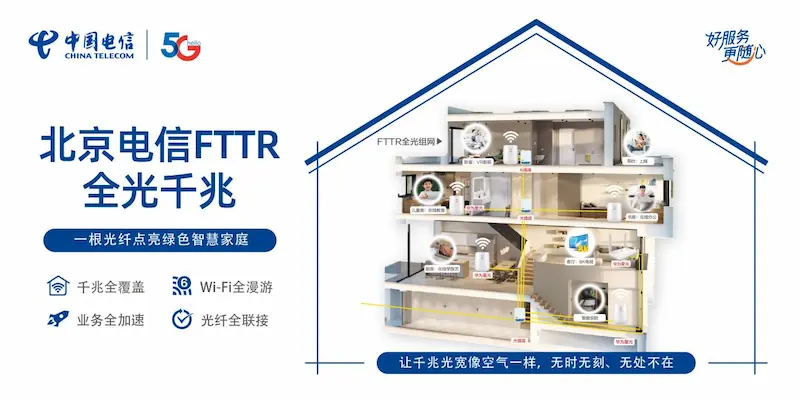 中国电信
CHINA TELECOM
5G
hello
好服务
更随心
北京电信FTTR
全光千兆
一根光纤点亮绿色智慧家庭
千兆全覆盖
Wi-Fi全漫游
业务全加速
光纤全联接
FTTR全光组网
让千兆光宽像空气一样，无时无刻、无处不在